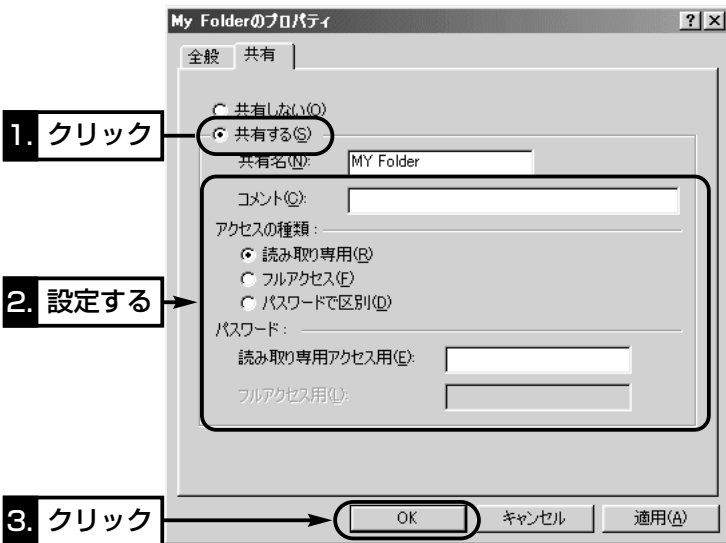 My Folderのプロパティ
全般 共有
共有しない(O)
1. クリック
共有する(S)
共有名(N): MY Folder
コメント(C):
アクセスの種類:
読み取り専用(R)
フルアクセス(F)
2. 設定する
パスワードで区別(D)
パスワード:
読み取り専用アクセス用(E):
フルアクセス用(L):
3. クリック
OK キャンセル 適用(A)